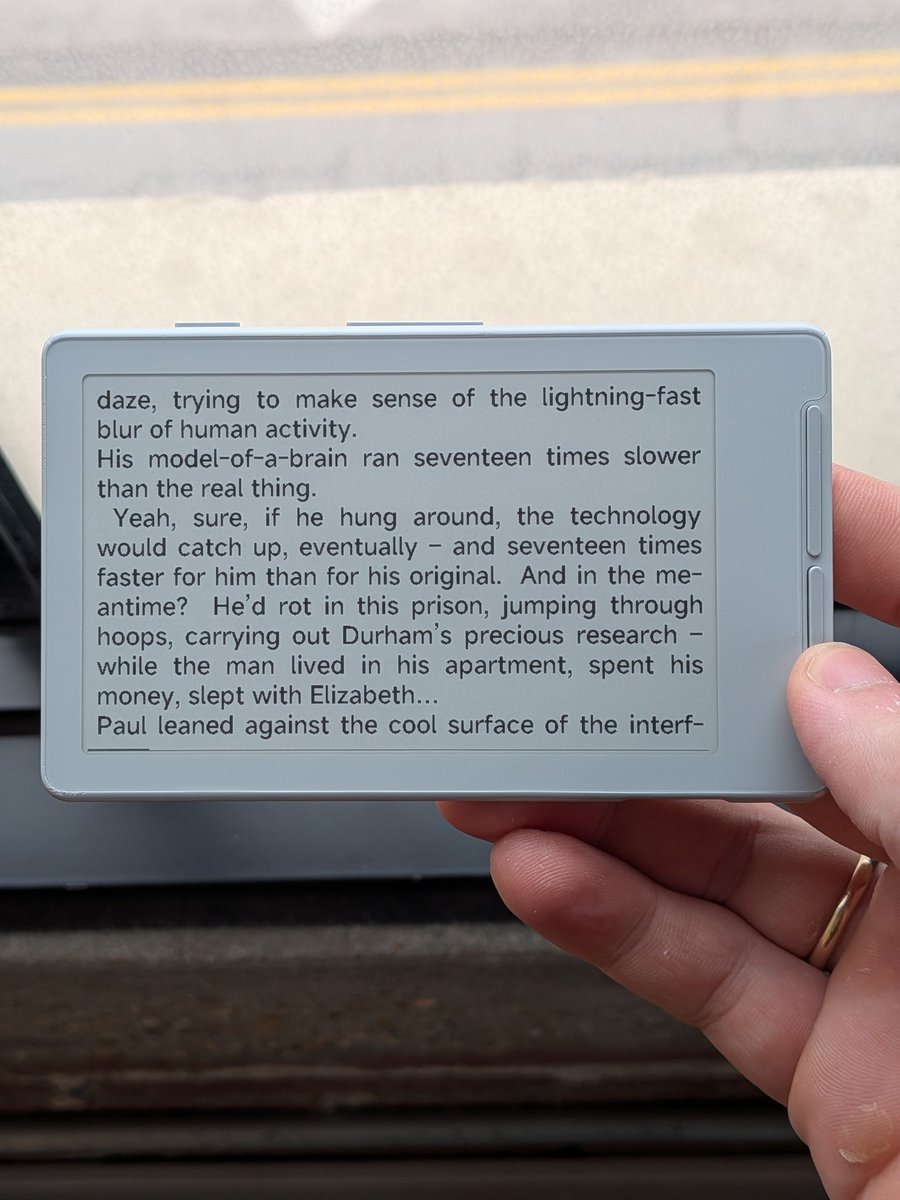 daze, trying to make sense of the lightning-fast
blur of human activity.
His model-of-a-brain ran seventeen times slower
than the real thing.
Yeah, sure, if he hung around, the technology
would catch up, eventually – and seventeen times
faster for him than for his original.  And in the me-
antime?  He'd rot in this prison, jumping through
hoops, carrying out Durham's precious research –
while the man lived in his apartment, spent his
money, slept with Elizabeth...
Paul leaned against the cool surface of the interf-